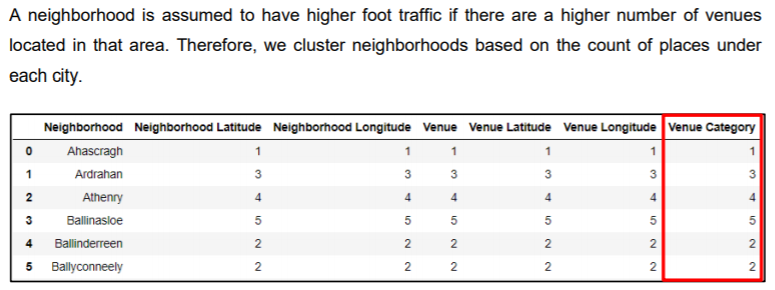 A neighborhood is assumed to have higher foot traffic if there are a higher number of venues
located in that area. Therefore, we cluster neighborhoods based on the count of places under
each city.
Neighborhood Neighborhood Latitude Neighborhood Longitude Venue Venue Latitude Venue Longitude Venue Category
0 Ahascragh 1 1 1 1 1 1
1 Ardrahan 3 3 3 3 3 3
2 Athenry 4 4 4 4 4 4
3 Ballinasloe 5 5 5 5 5 5
4 Ballinderreen 2 2 2 2 2 2
5 Ballyconneely 2 2 2 2 2 2